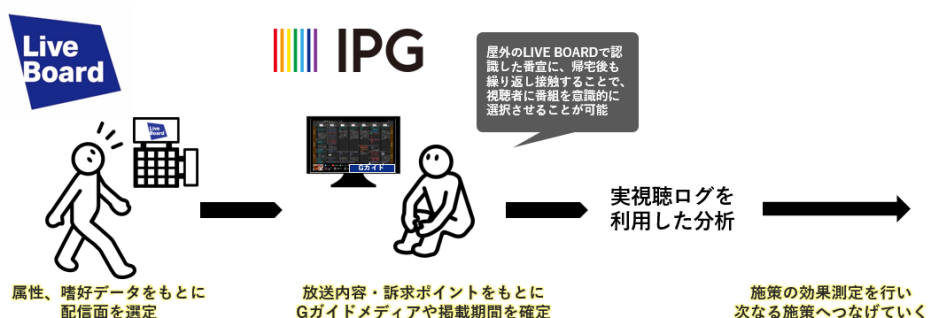 Live
Board
IPG
屋外のLIVE BOARDで認
識した番宣に、帰宅後も
繰り返し接触することで、
視聴者に番組を意識的に
選択させることが可能
Live
Board
Gガイド
実視聴ログを
利用した分析
属性、嗜好データをもとに
配信面を選定
放送内容・訴求ポイントをもとに
Gガイドメディアや掲載期間を確定
施策の効果測定を行い
次なる施策へつなげていく